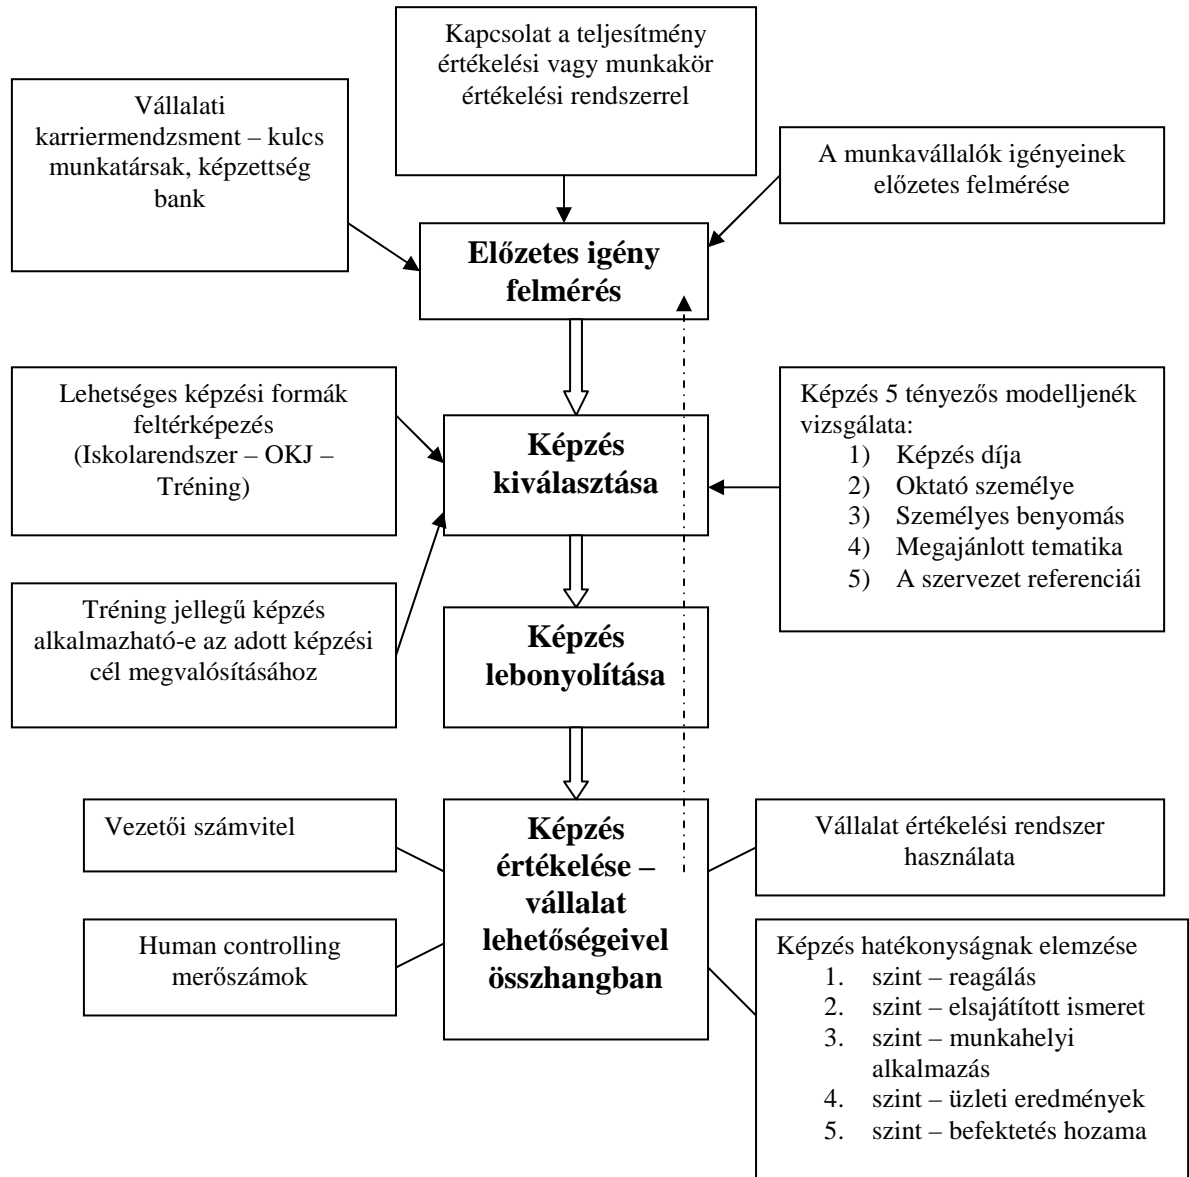 Kapcsolat a teljesítmény
értékelési vagy munkakör
értékelési rendszerrel
Vállalati
karriermendzsment – kulcs
munkatársak, képzettség
bank
A munkavállalók igényeinek
előzetes felmérése
Előzetes igény
felmérés
Lehetséges képzési formák
feltérképezés
(Iskolarendszer – OKJ –
Tréning)
Képzés
kiválasztása
Képzés 5 tényezős modelljenék
vizsgálata:
1) Képzés díja
2) Oktató személye
3) Személyes benyomás
4) Megajánlott tematika
5) A szervezet referenciái
Tréning jellegű képzés
alkalmazható-e az adott képzési
cél megvalósításához
Képzés
lebonyolítása
Vezetői számvitel
Képzés
értékelése –
vállalat
lehetőségeivel
összhangban
Vállalat értékelési rendszer
használata
Human controlling
merőszámok
Képzés hatékonyságnak elemzése
1. szint – reagálás
2. szint – elsajátított ismeret
3. szint – munkahelyi
alkalmazás
4. szint – üzleti eredmények
5. szint – befektetés hozama